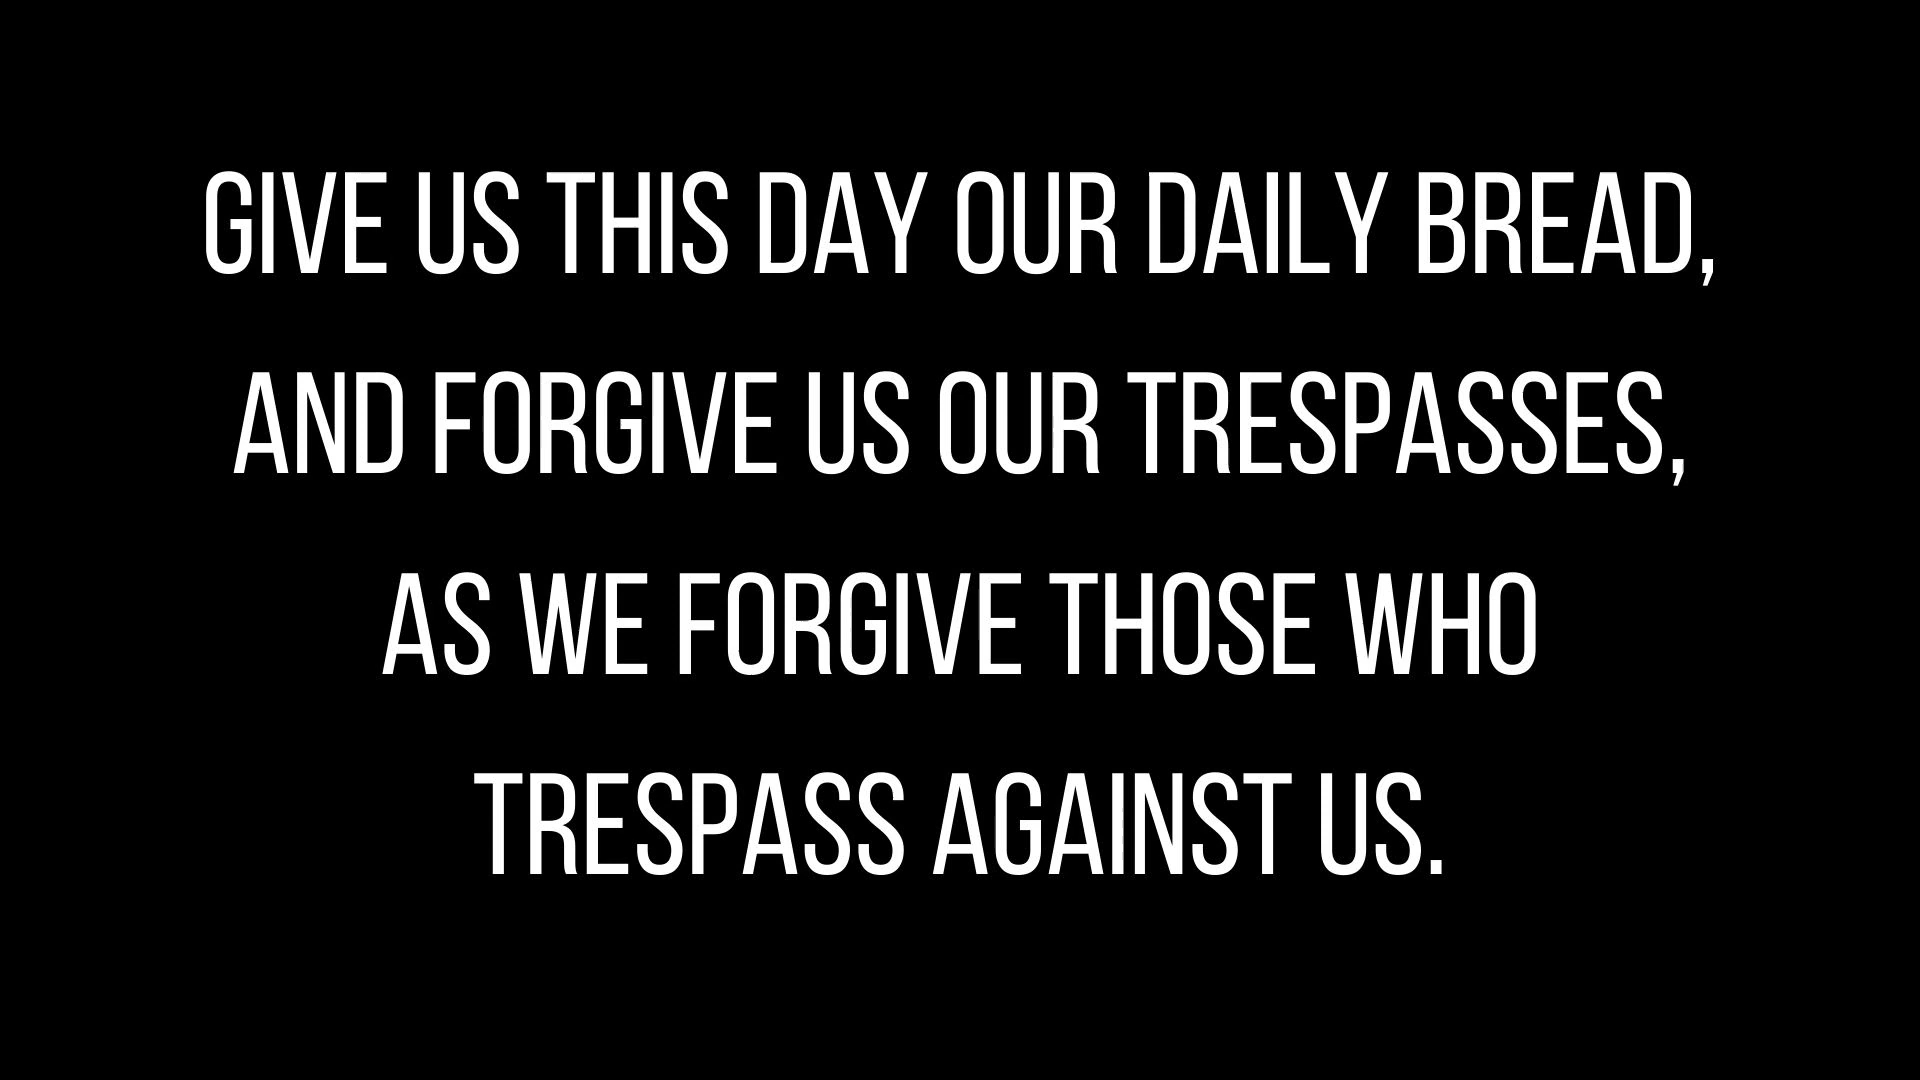 GIVE US THIS DAY OUR DAILY BREAD,
AND FORGIVE US OUR TRESPASSES,
AS WE FORGIVE THOSE WHO
TRESPASS AGAINST US.